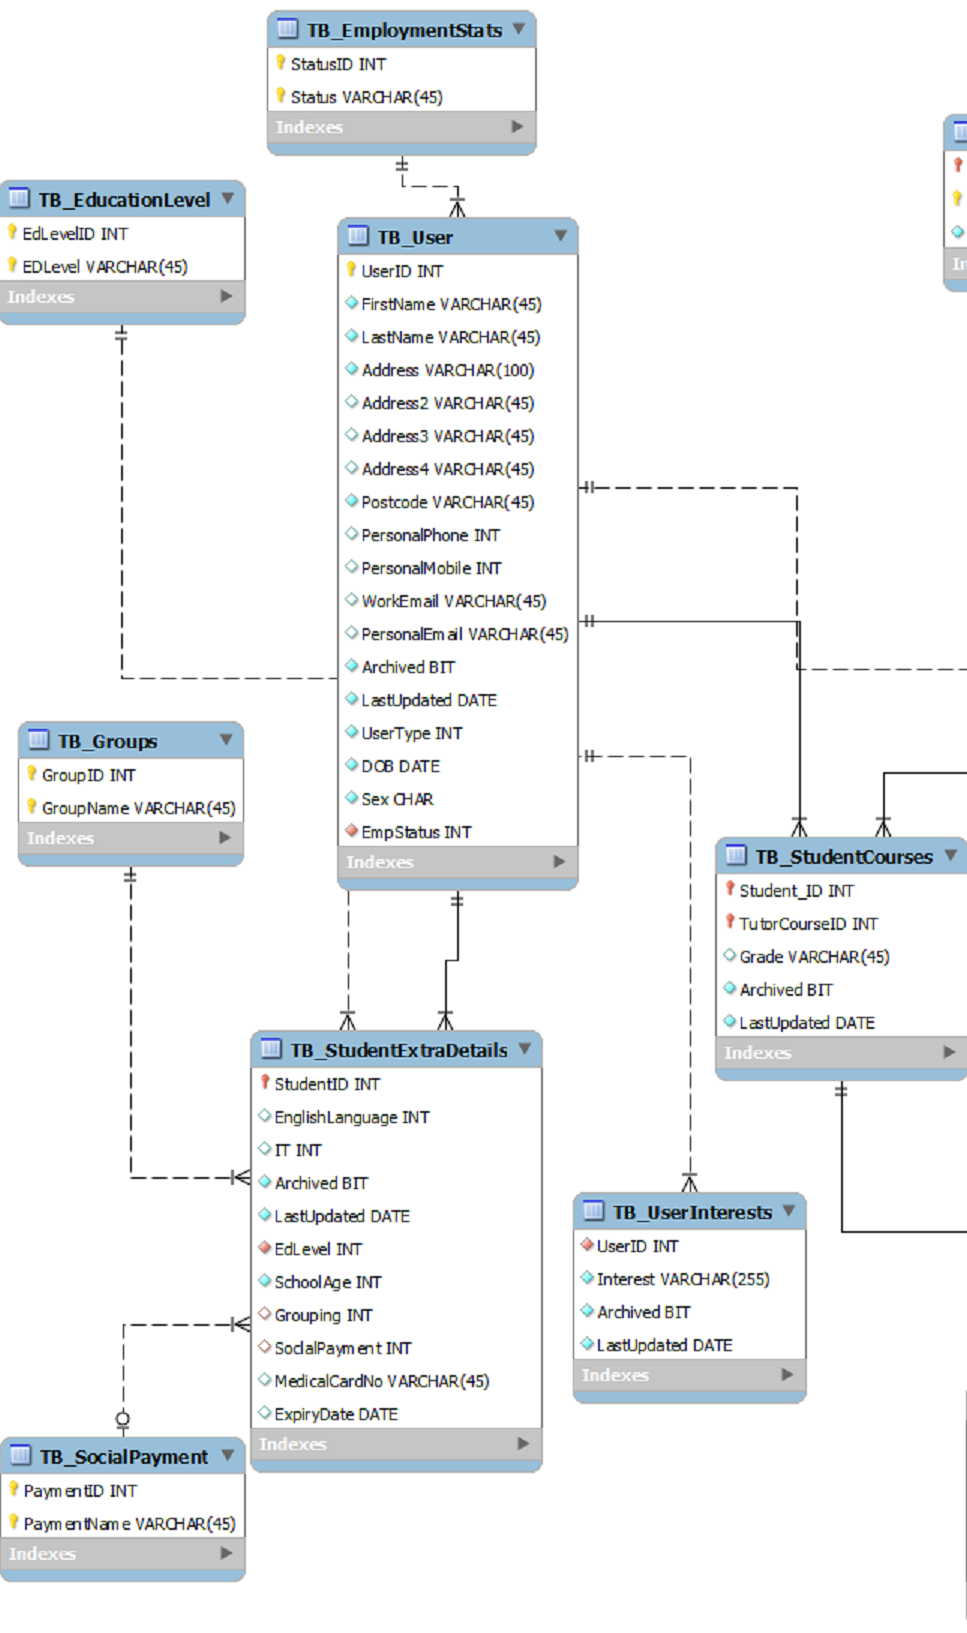 TB_EmploymentStats
StatusID INT
Status VARCHAR(45)
Indexes
TB_EducationLevel
EdLevelID INT
EDLevel VARCHAR(45)
Indexes
TB_User
UserID INT
FirstName VARCHAR(45)
LastName VARCHAR(45)
Address VARCHAR(100)
Address2 VARCHAR(45)
Address3 VARCHAR(45)
Address4 VARCHAR(45)
Postcode VARCHAR(45)
PersonalPhone INT
PersonalMobile INT
WorkEmail VARCHAR(45)
PersonalEmail VARCHAR(45)
Archived BIT
LastUpdated DATE
UserType INT
DOB DATE
Sex CHAR
EmpStatus INT
Indexes
TB_Groups
GroupID INT
GroupName VARCHAR(45)
Indexes
TB_StudentCourses
Student_ID INT
TutorCourseID INT
Grade VARCHAR(45)
Archived BIT
LastUpdated DATE
Indexes
TB_StudentExtraDetails
StudentID INT
EnglishLanguage INT
IT INT
Archived BIT
LastUpdated DATE
EdLevel INT
SchoolAge INT
Grouping INT
SocialPayment INT
MedicalCardNo VARCHAR(45)
ExpiryDate DATE
Indexes
TB_UserInterests
UserID INT
Interest VARCHAR(255)
Archived BIT
LastUpdated DATE
Indexes
TB_SocialPayment
PaymentID INT
PaymentName VARCHAR(45)
Indexes